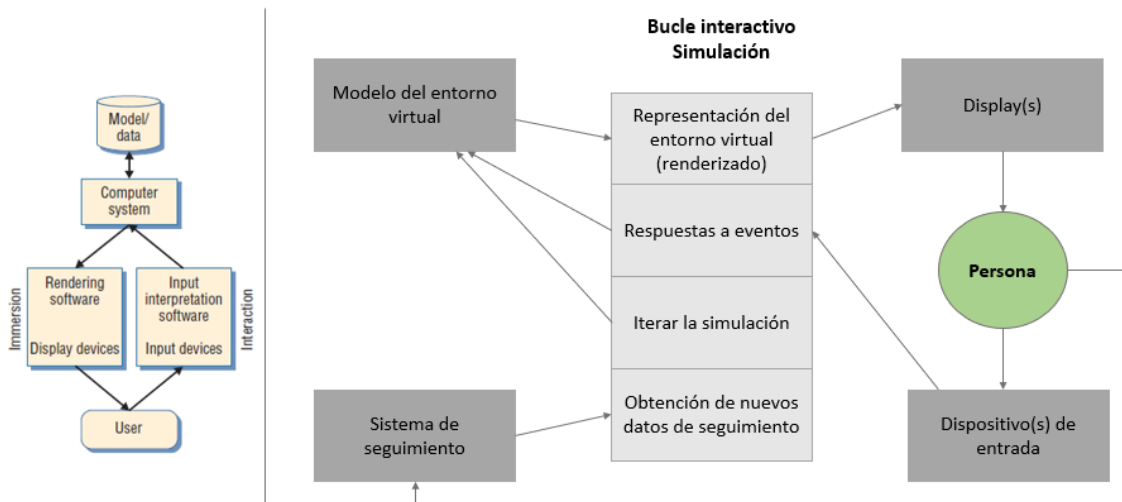 Model/
data
Computer
system
Immersion
Rendering
software
Display devices
Input
interpretation
software
Input devices
Interaction
User
Bucle interactivo
Simulación
Modelo del entorno
virtual
Representación del
entorno virtual
(renderizado)
Display(s)
Respuestas a eventos
Persona
Iterar la simulación
Sistema de
seguimiento
Obtención de nuevos
datos de seguimiento
Dispositivo(s) de
entrada